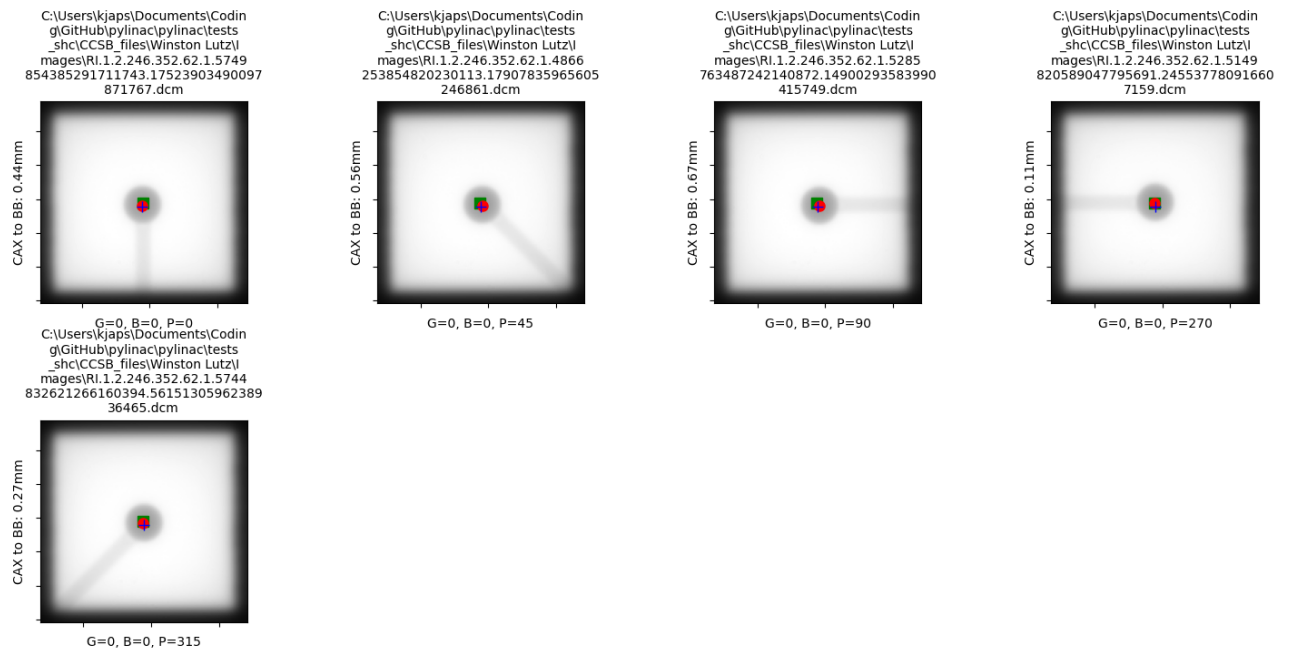 C:\Users\kjaps\Documents\Codin
g\GitHub\pylinac\pylinac\tests
_shc\CCSB_files\Winston Lutz\I
mages\RI.1.2.246.352.62.1.5749
854385291711743.17523903490097
871767.dcm
CAX to BB: 0.44mm
G=0, B=0, P=0
C:\Users\kjaps\Documents\Codin
g\GitHub\pylinac\pylinac\tests
_shc\CCSB_files\Winston Lutz\I
mages\RI.1.2.246.352.62.1.4866
253854820230113.17907835965605
246861.dcm
CAX to BB: 0.56mm
G=0, B=0, P=45
C:\Users\kjaps\Documents\Codin
g\GitHub\pylinac\pylinac\tests
_shc\CCSB_files\Winston Lutz\I
mages\RI.1.2.246.352.62.1.5285
763487242140872.14900293583990
415749.dcm
CAX to BB: 0.67mm
G=0, B=0, P=90
C:\Users\kjaps\Documents\Codin
g\GitHub\pylinac\pylinac\tests
_shc\CCSB_files\Winston Lutz\I
mages\RI.1.2.246.352.62.1.5149
820589047795691.24553778091660
7159.dcm
CAX to BB: 0.11mm
G=0, B=0, P=270
C:\Users\kjaps\Documents\Codin
g\GitHub\pylinac\pylinac\tests
_shc\CCSB_files\Winston Lutz\I
mages\RI.1.2.246.352.62.1.5744
832621266160394.56151305962389
36465.dcm
CAX to BB: 0.27mm
G=0, B=0, P=315